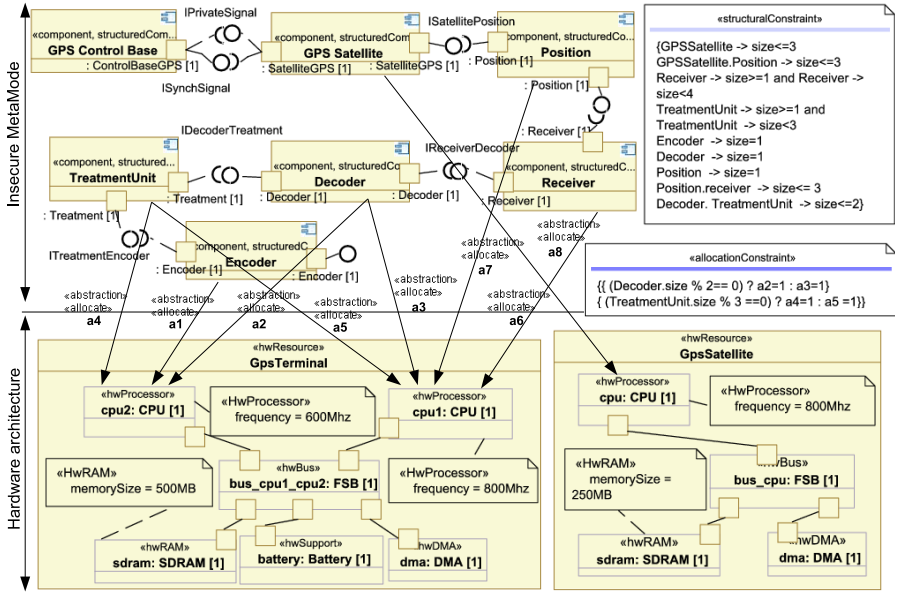 Insecure MetaMode
IPrivateSignal
ISynchSignal
«component, structuredCom...
GPS Control Base
: ControlBaseGPS [1]
«component, structuredCom
GPS Satellite
: SatelliteGPS [1]
: SatelliteGPS [1]
ISatellitePosition
«component, structuredCo...
Position
: Position [1]
: Position [1]
: Receiver [1]
IDecoderTreatment
«component, structured...
TreatmentUnit
: Treatment [1]
: Treatment [1]
«component, structuredCo
Decoder
: Decoder [1]
: Decoder [1]
IReceiverDecoder
«component, structuredC...
Receiver
: Receiver [1]
ITreatmentEncoder
component, structuredC
Encoder
: Encoder [1]
: Encoder [1]
«structuralConstraint»
{GPSSatellite -> size<=3
GPSSatellite.Position -> size<=3
Receiver -> size>=1 and Receiver ->
size<4
TreatmentUnit -> size>=1 and
TreatmentUnit -> size<3
Encoder -> size=1
Decoder -> size=1
Position -> size=1
Position.receiver -> size<= 3
Decoder. TreatmentUnit -> size<=2}
«allocationConstraint»
{{ (Decoder.size % 2== 0) ? a2=1 : a3=1}
{ (TreatmentUnit.size % 3 ==0) ? a4=1 : a5 =1}}
«abstraction»
«allocate»
a4
«abstraction»
«allocate»
a1
«abstraction»
«allocate»
a2
«abstraction»
«allocate»
a5
«abstraction»
«allocate»
a3
«abstraction»
«allocate»
a6
«abstraction»
«allocate»
a7
«abstraction»
«allocate»
a8
Hardware architecture
«hwResource»
GpsTerminal
«hwProcessor»
cpu2: CPU [1]
«HwProcessor»
frequency = 600Mhz
«hwProcessor»
cpu1: CPU [1]
«HwRAM»
memorySize = 500MB
«hwBus»
bus_cpu1_cpu2: FSB [1]
«HwProcessor»
frequency = 800Mhz
«hwRAM»
sdram: SDRAM [1]
«hwSupport»
battery: Battery [1]
«hwDMA»
dma: DMA [1]
«hwResource»
GpsSatellite
«hwProcessor»
cpu: CPU [1]
«HwProcessor»
frequency = 800Mhz
«HwRAM»
memorySize =
250MB
«hwBus»
bus_cpu: FSB [1]
«hwRAM»
sdram: SDRAM [1]
«hwDMA»
dma: DMA [1]